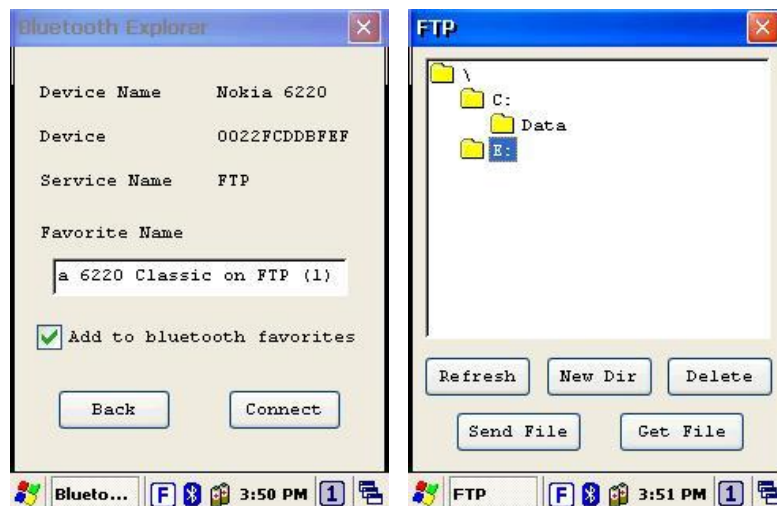 Bluetooth Explorer
Device Name Nokia 6220
Device 0022FCDDBFEF
Service Name FTP
Favorite Name
a 6220 Classic on FTP (1)
Add to bluetooth favorites
Back Connect
Blueto... F 3:50 PM 1
FTP
\
C:
Data
E:
Refresh New Dir Delete
Send File Get File
FTP F 3:51 PM 1